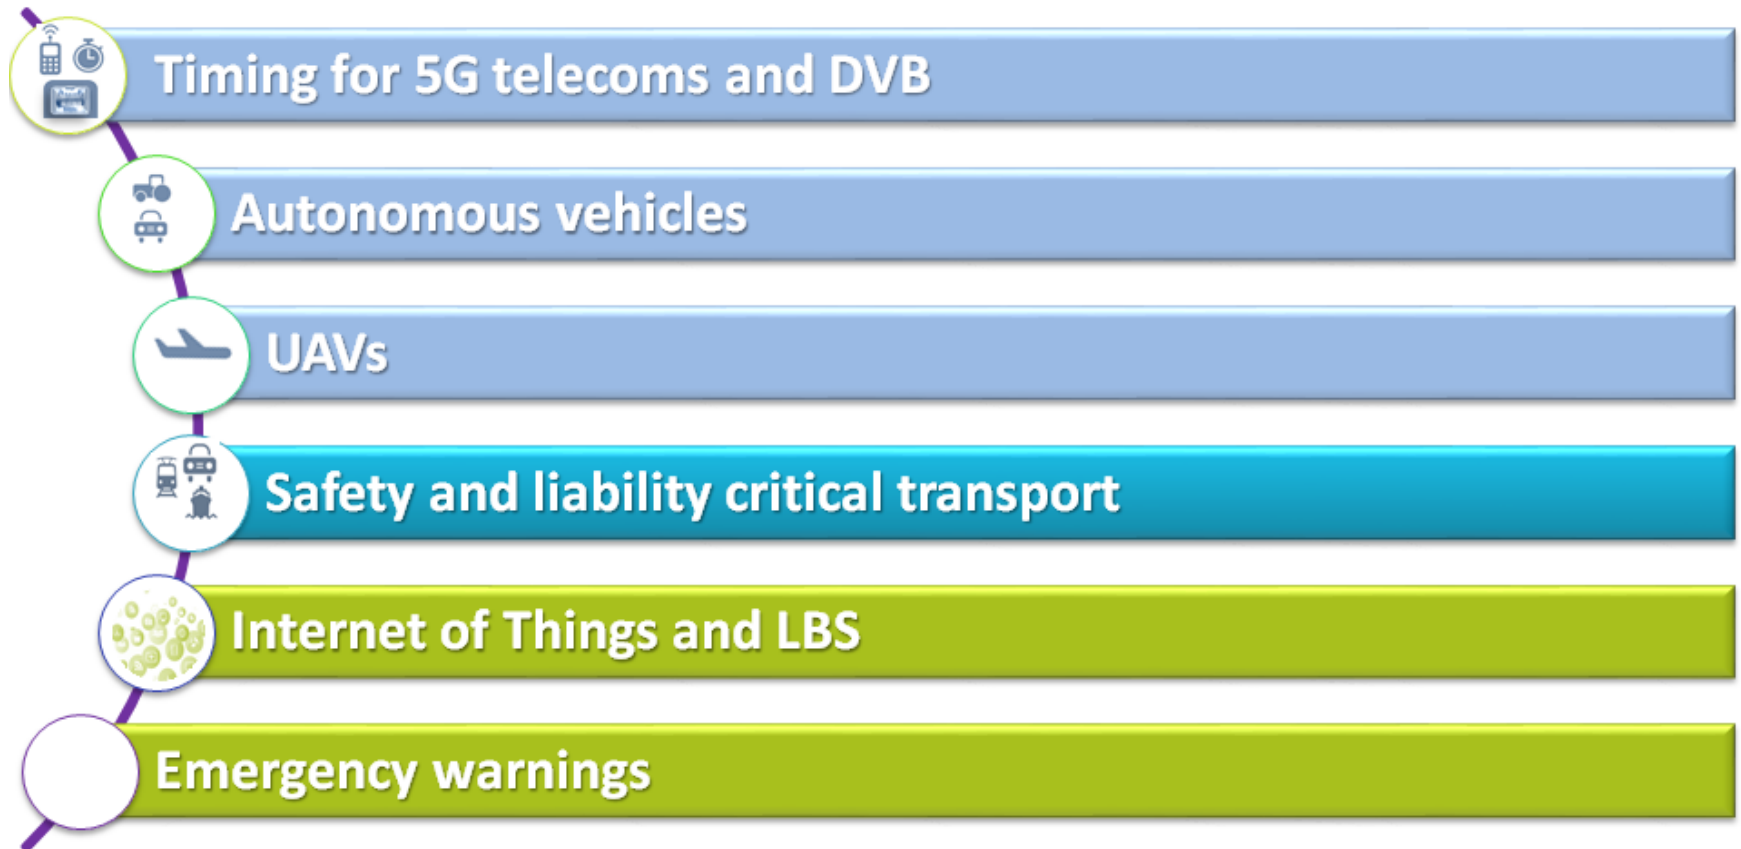 Timing for 5G telecoms and DVB
Autonomous vehicles
UAVs
Safety and liability critical transport
Internet of Things and LBS
Emergency warnings